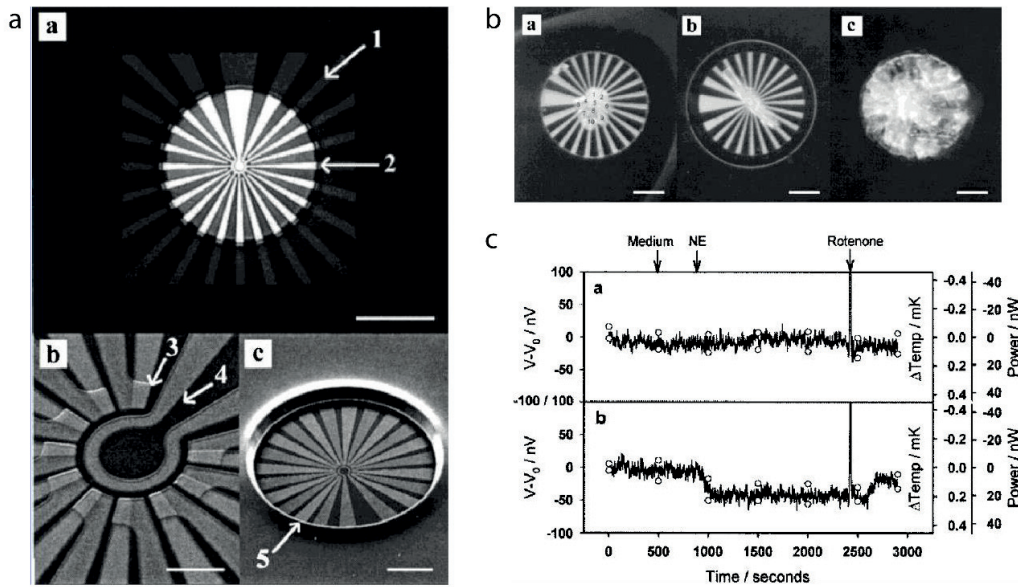 a
a
1
2
b
3
4
c
5
b
a
b
c
c
Medium
NE
Rotenone
a
V-V₀ / nV
100
50
0
-50
-100 / 100
ΔTemp / mK
-0.4
-0.2
0.0
0.2
0.4
Power / nW
-40
-20
0
20
40
b
V-V₀ / nV
50
0
-50
-100
ΔTemp / mK
-0.4
-0.2
0.0
0.2
0.4
Power / nW
-40
-20
0
20
40
0 500 1000 1500 2000 2500 3000
Time / seconds